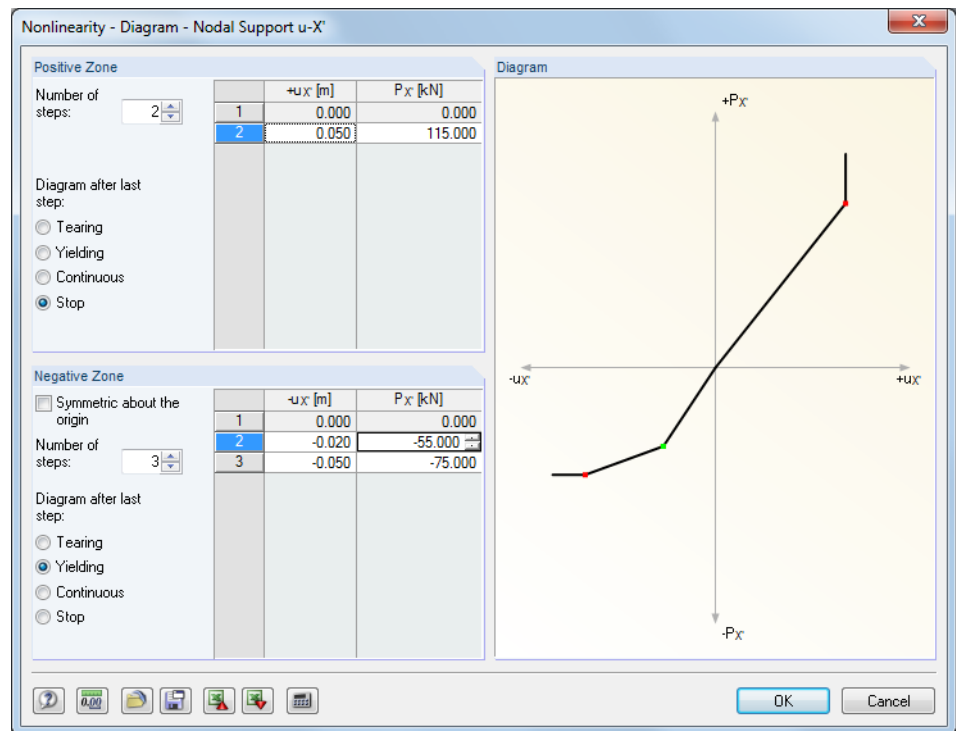 Nonlinearity - Diagram - Nodal Support u-X'
Positive Zone
Number of
steps: 2
+uX' [m] PX' [kN]
1 0.000 0.000
2 0.050 115.000
Diagram after last
step:
Tearing
Yielding
Continuous
Stop
Negative Zone
Symmetric about the
origin
Number of
steps: 3
-uX' [m] PX' [kN]
1 0.000 0.000
2 -0.020 -55.000
3 -0.050 -75.000
Diagram after last
step:
Tearing
Yielding
Continuous
Stop
Diagram
+PX'
-uX' +uX'
-PX'
0.00
OK Cancel